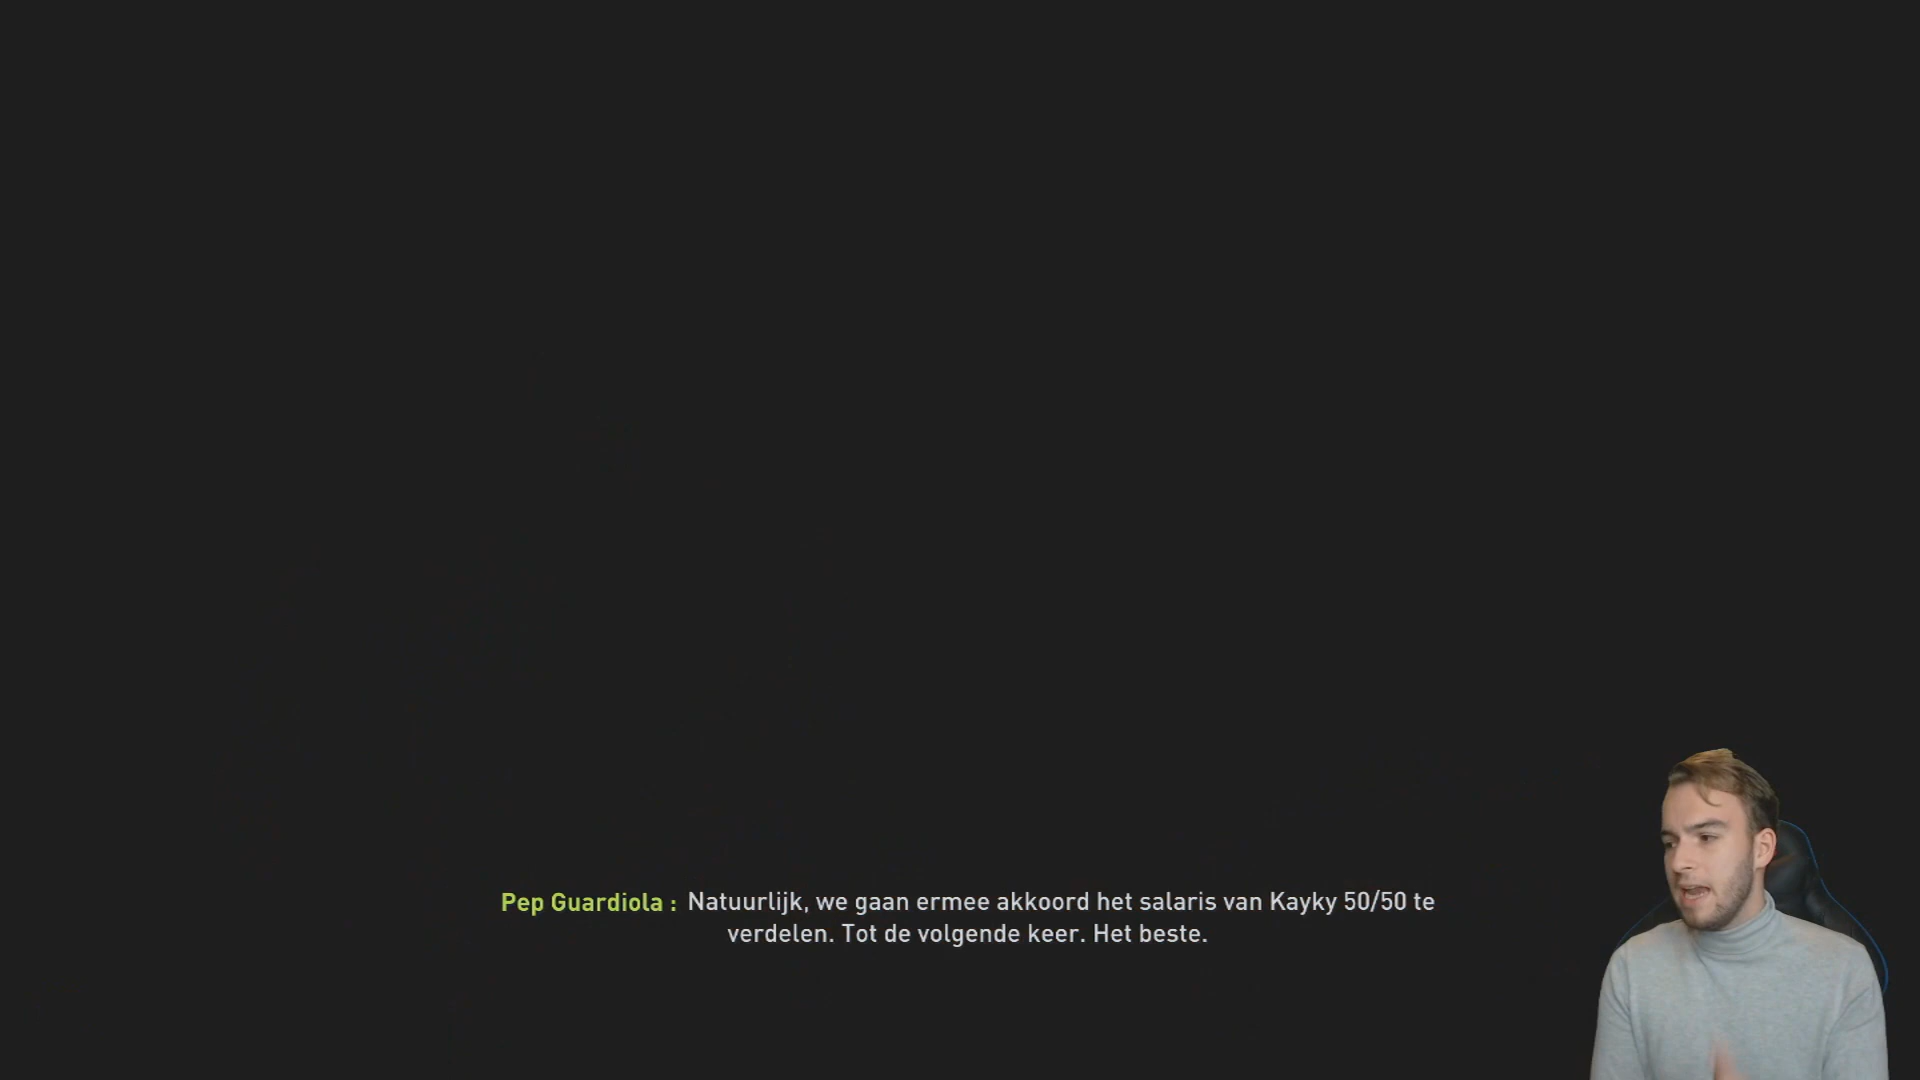 Pep Guardiola : Natuurlijk, we gaan ermee akkoord het salaris van Kayky 50/50 te
verdelen. Tot de volgende keer. Het beste.